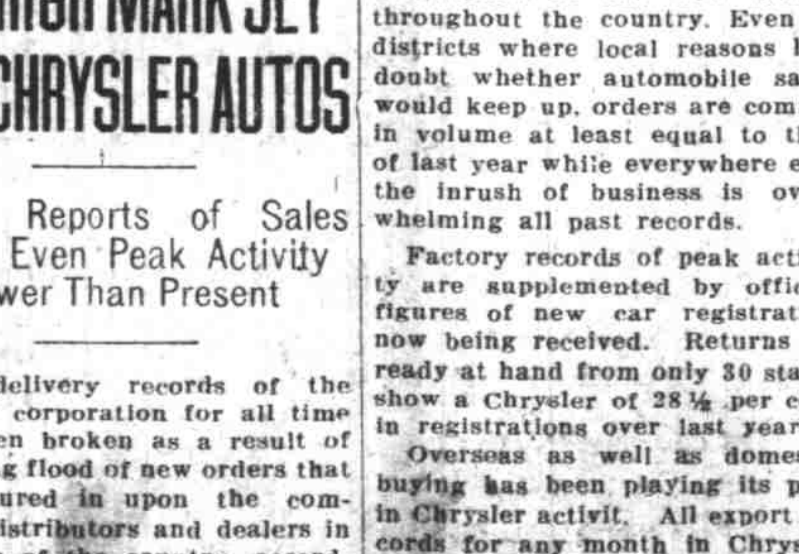 HIGH MARK SET
CHRYSLER AUTOS
Reports of Sales
Even Peak Activity
wer Than Present
delivery records of the
corporation for all time
en broken as a result of
g flood of new orders that
ured in upon the com-
istributors and dealers in
of the
throughout the country. Even
districts where local reasons
doubt whether automobile sa
would keep up, orders are com
in volume at least equal to t
of last year while everywhere e
the inrush of business is ov
whelming all past records.
Factory records of peak acti
ty are supplemented by offic
figures of new car registrat
now being received. Returns
ready at hand from only 30 sta
show a Chrysler of 28 ½ per c
in registrations over last year
Overseas as well as domes
buying has been playing its p
in Chrysler activit. All export
cords for any month in Chrys